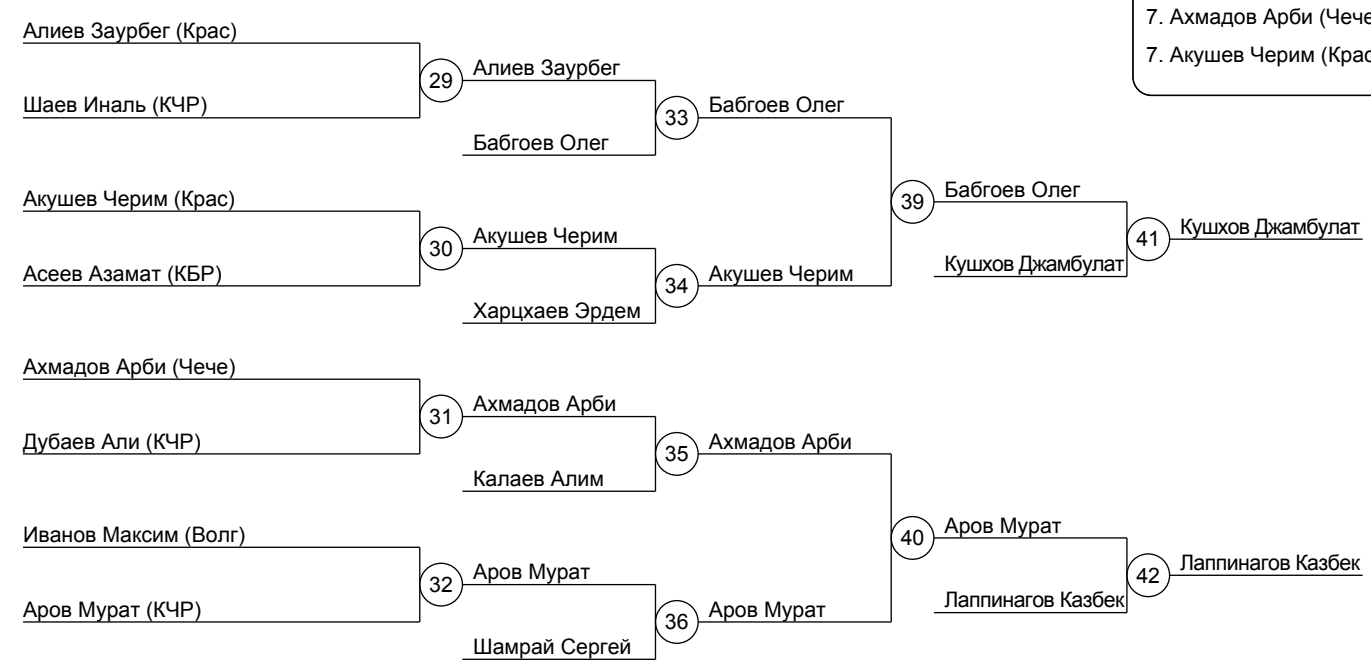 7. Ахмадов Арби (Чече
7. Акушев Черим (Крас
Алиев Заурбег (Крас)
29
Алиев Заурбег
Шаев Иналь (КЧР)
33
Бабгоев Олег
Бабгоев Олег
Акушев Черим (Крас)
39
Бабгоев Олег
30
Акушев Черим
41
Кушхов Джамбулат
Асеев Азамат (КБР)
34
Акушев Черим
Кушхов Джамбулат
Харцхаев Эрдем
Ахмадов Арби (Чече)
31
Ахмадов Арби
Дубаев Али (КЧР)
35
Ахмадов Арби
Калаев Алим
Иванов Максим (Волг)
40
Аров Мурат
32
Аров Мурат
42
Лаппинагов Казбек
Аров Мурат (КЧР)
36
Аров Мурат
Лаппинагов Казбек
Шамрай Сергей